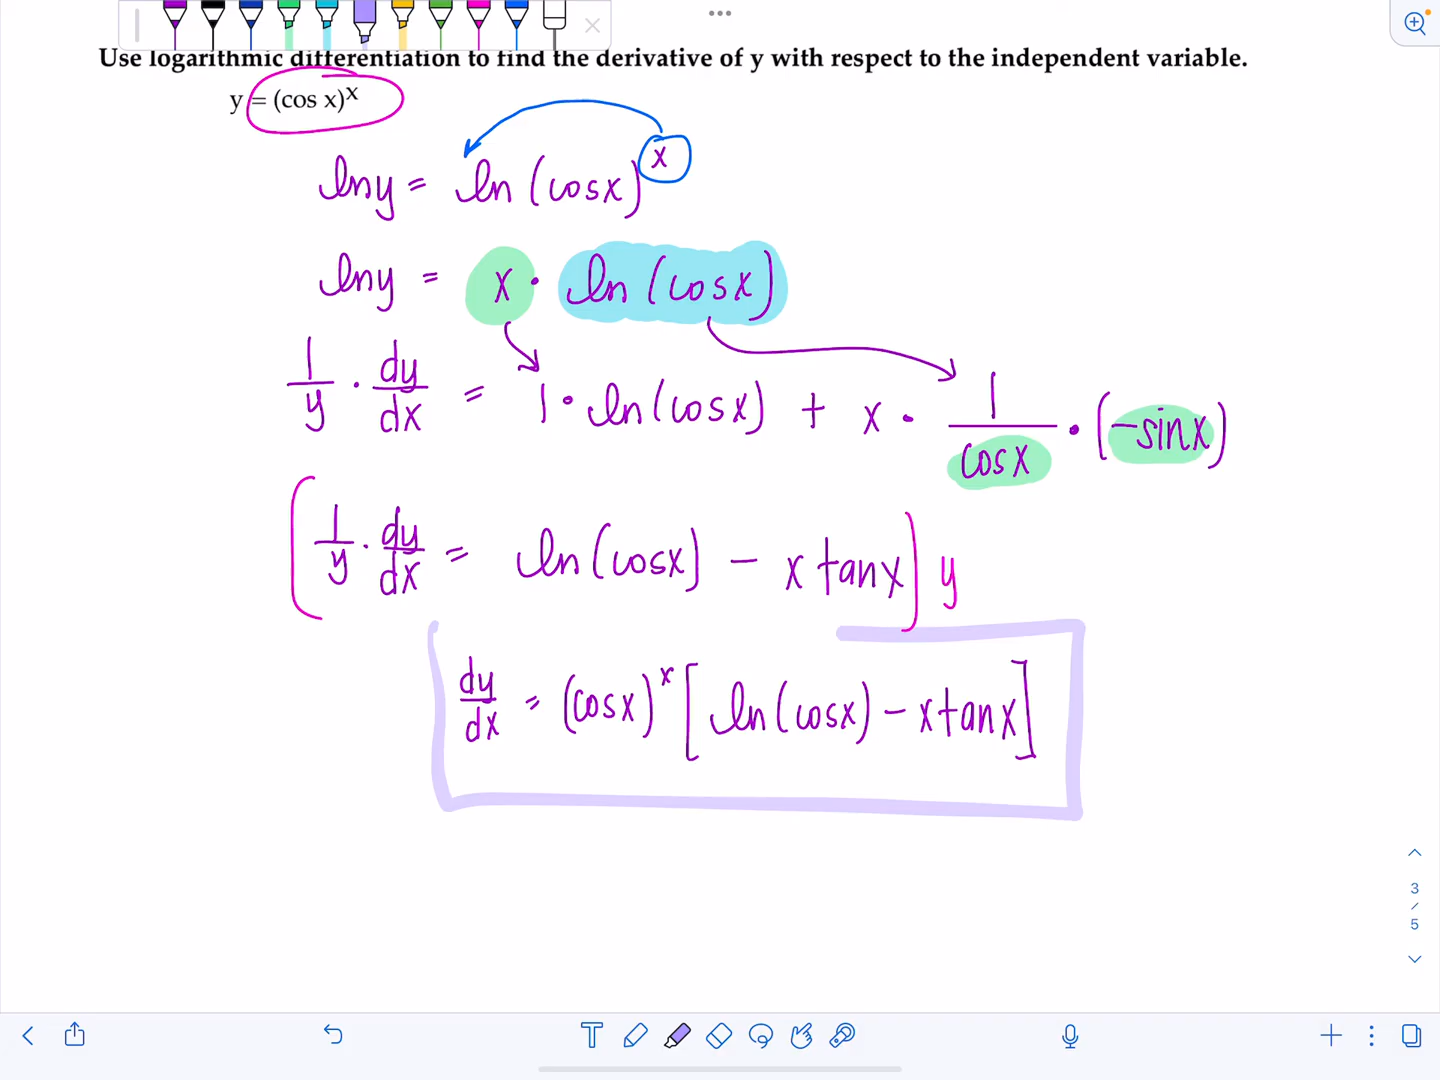 Use logarithmic differentiation to find the derivative of y with respect to the independent variable.
y = (cos x)^x
ln y = ln (cos x)^x
ln y = x · ln (cos x)
1/y · dy/dx = 1 · ln (cos x) + x · 1/cos x · (-sin x)
( 1/y · dy/dx = ln (cos x) - x tan x ) y
dy/dx = (cos x)^x [ ln (cos x) - x tan x ]
3
/
5
T